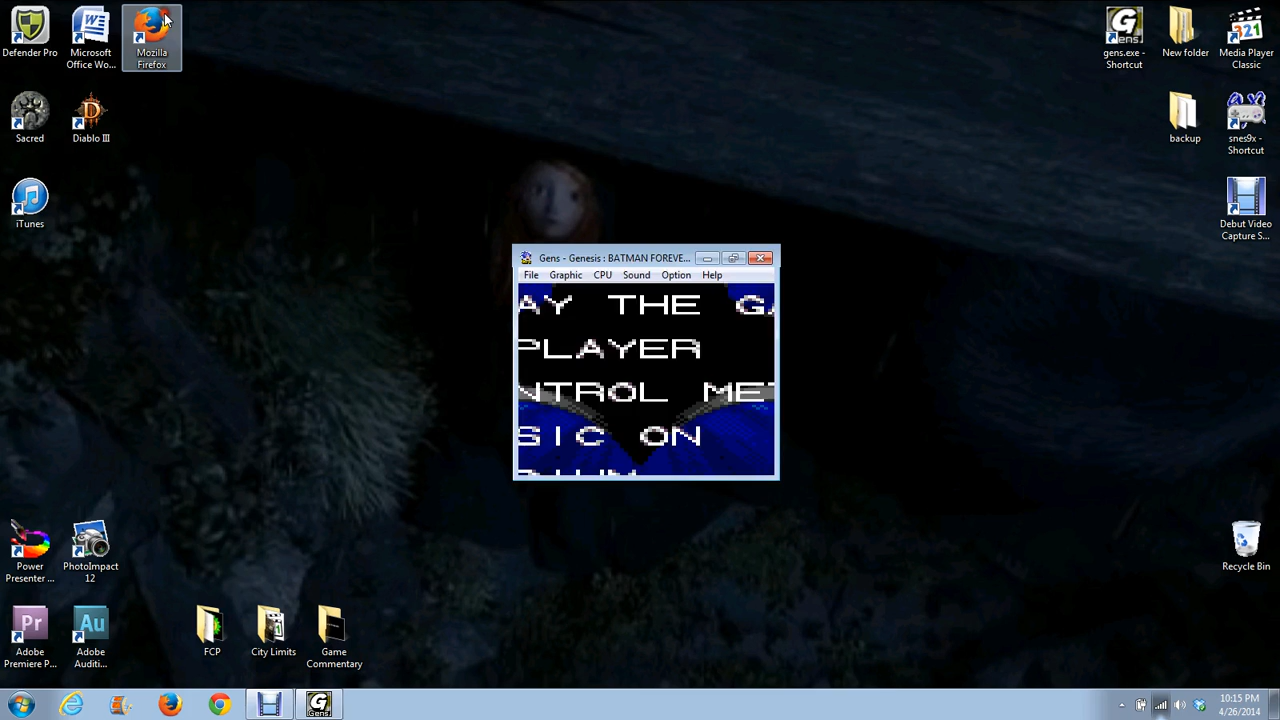 Defender Pro
Microsoft Office Wo...
Mozilla Firefox
gens.exe - Shortcut
New folder
Media Player Classic
Sacred
Diablo III
backup
snes9x - Shortcut
iTunes
Debut Video Capture S...
Gens - Genesis : BATMAN FOREVE...
File Graphic CPU Sound Option Help
AY THE GA
PLAYER
NTROL MET
SIC ON
Power Presenter ...
PhotoImpact 12
Recycle Bin
Adobe Premiere P...
Adobe Auditi...
FCP
City Limits
Game Commentary
10:15 PM
4/26/2014